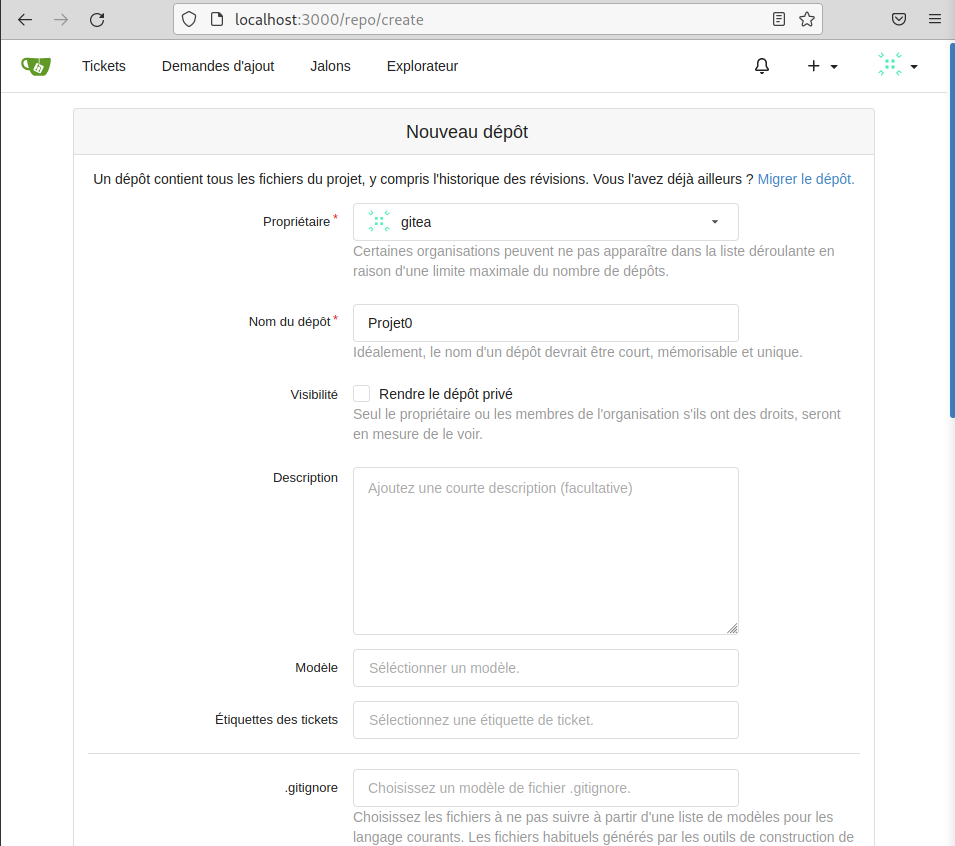 localhost:3000/repo/create
Tickets Demandes d'ajout Jalons Explorateur
Nouveau dépôt
Un dépôt contient tous les fichiers du projet, y compris l'historique des révisions. Vous l'avez déjà ailleurs ? Migrer le dépôt.
Propriétaire* gitea
Certaines organisations peuvent ne pas apparaître dans la liste déroulante en
raison d'une limite maximale du nombre de dépôts.
Nom du dépôt* Projet0
Idéalement, le nom d'un dépôt devrait être court, mémorisable et unique.
Visibilité Rendre le dépôt privé
Seul le propriétaire ou les membres de l'organisation s'ils ont des droits, seront
en mesure de le voir.
Description Ajoutez une courte description (facultative)
Modèle Séléctionner un modèle.
Étiquettes des tickets Sélectionnez une étiquette de ticket.
.gitignore Choisissez un modèle de fichier .gitignore.
Choisissez les fichiers à ne pas suivre à partir d'une liste de modèles pour les
langage courants. Les fichiers habituels générés par les outils de construction de